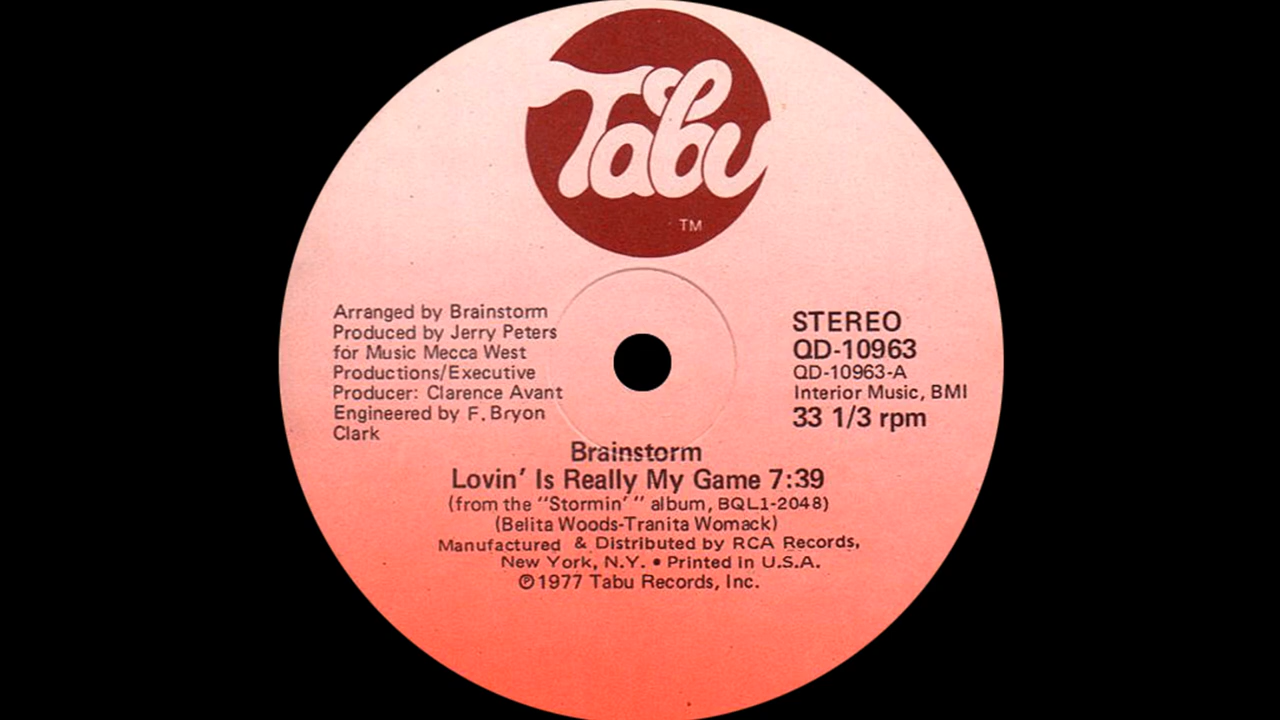 Tabu
TM
Arranged by Brainstorm
Produced by Jerry Peters
for Music Mecca West
Productions/Executive
Producer: Clarence Avant
Engineered by F. Bryon
Clark
STEREO
QD-10963
QD-10963-A
Interior Music, BMI
33 1/3 rpm
Brainstorm
Lovin' Is Really My Game 7:39
(from the "Stormin' " album, BQL1-2048)
(Belita Woods-Tranita Womack)
Manufactured & Distributed by RCA Records,
New York, N.Y. • Printed in U.S.A.
℗1977 Tabu Records, Inc.